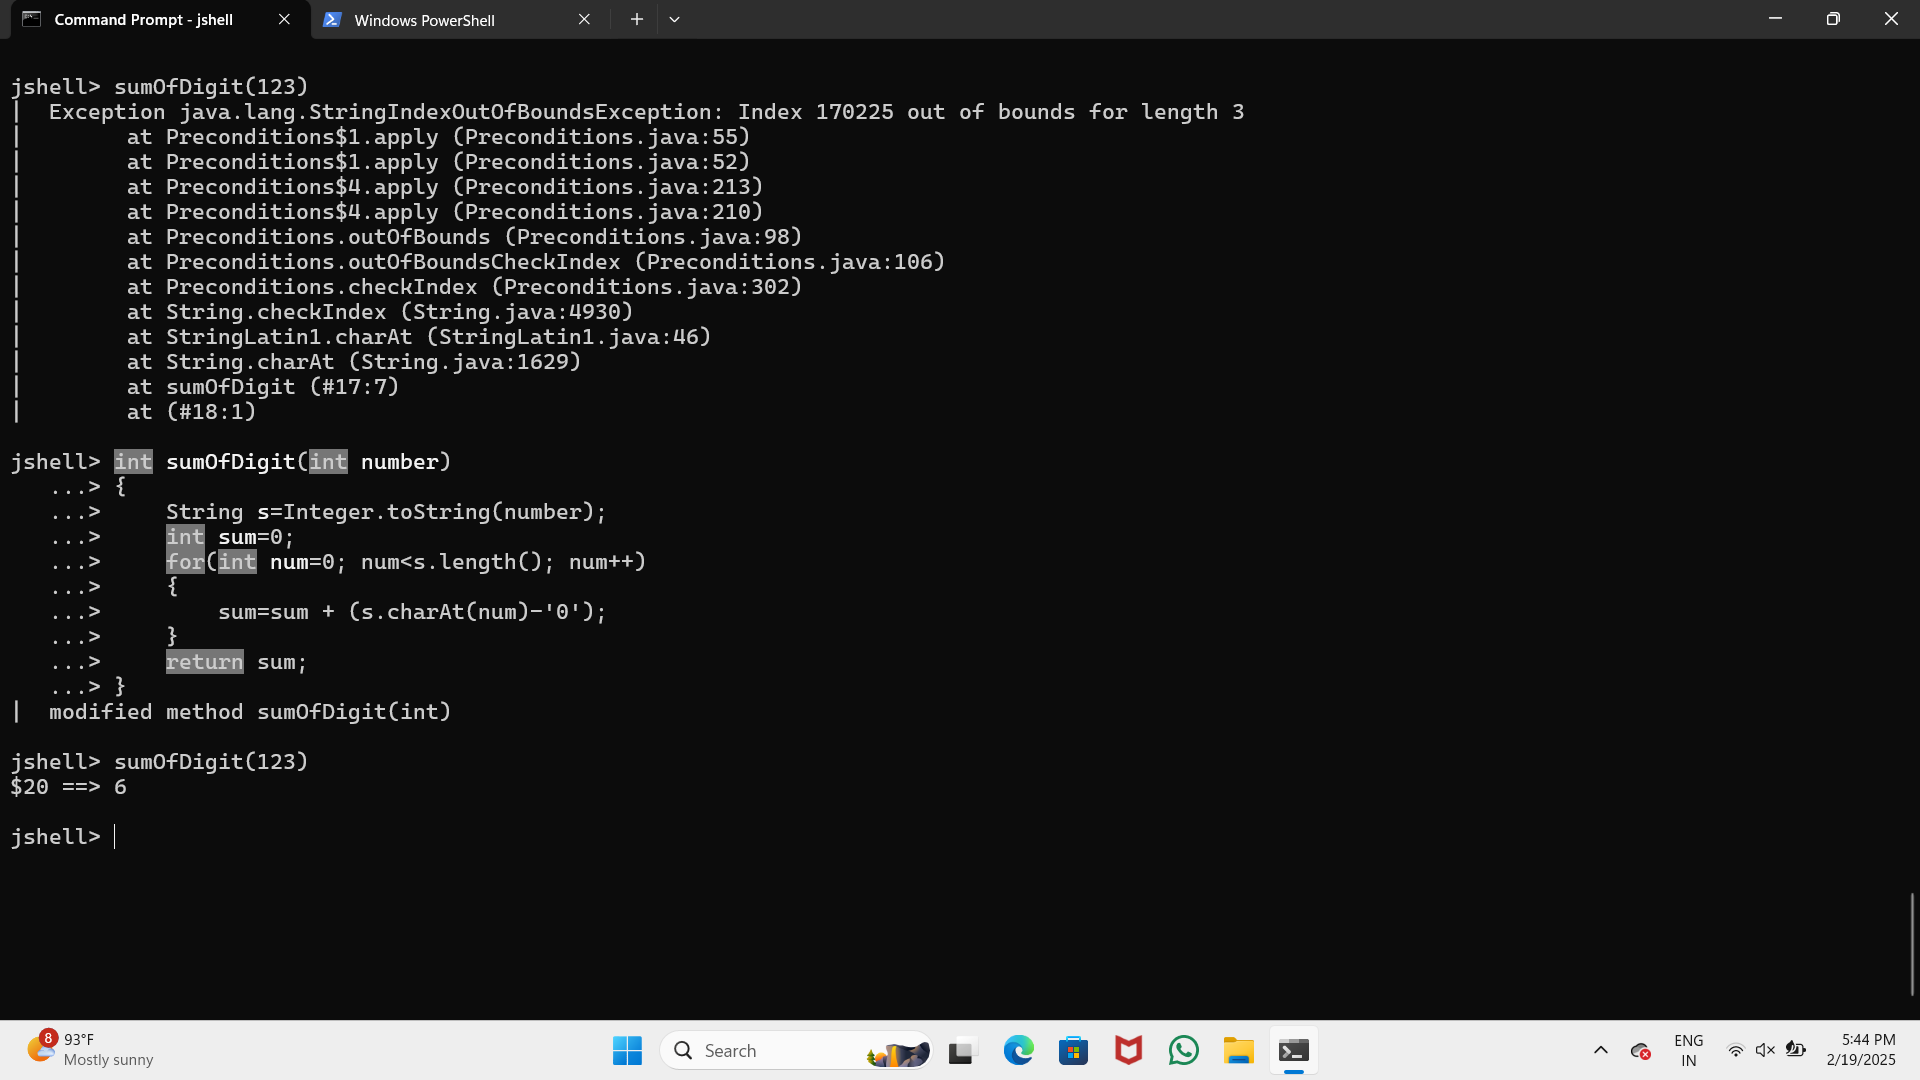 Command Prompt - jshell
Windows PowerShell
jshell> sumOfDigit(123)
|  Exception java.lang.StringIndexOutOfBoundsException: Index 170225 out of bounds for length 3
|        at Preconditions$1.apply (Preconditions.java:55)
|        at Preconditions$1.apply (Preconditions.java:52)
|        at Preconditions$4.apply (Preconditions.java:213)
|        at Preconditions$4.apply (Preconditions.java:210)
|        at Preconditions.outOfBounds (Preconditions.java:98)
|        at Preconditions.outOfBoundsCheckIndex (Preconditions.java:106)
|        at Preconditions.checkIndex (Preconditions.java:302)
|        at String.checkIndex (String.java:4930)
|        at StringLatin1.charAt (StringLatin1.java:46)
|        at String.charAt (String.java:1629)
|        at sumOfDigit (#17:7)
|        at (#18:1)
jshell> int sumOfDigit(int number)
   ...> {
   ...>     String s=Integer.toString(number);
   ...>     int sum=0;
   ...>     for(int num=0; num<s.length(); num++)
   ...>     {
   ...>         sum=sum + (s.charAt(num)-'0');
   ...>     }
   ...>     return sum;
   ...> }
|  modified method sumOfDigit(int)
jshell> sumOfDigit(123)
$20 ==> 6
jshell>
8
93°F
Mostly sunny
Search
ENG
IN
5:44 PM
2/19/2025